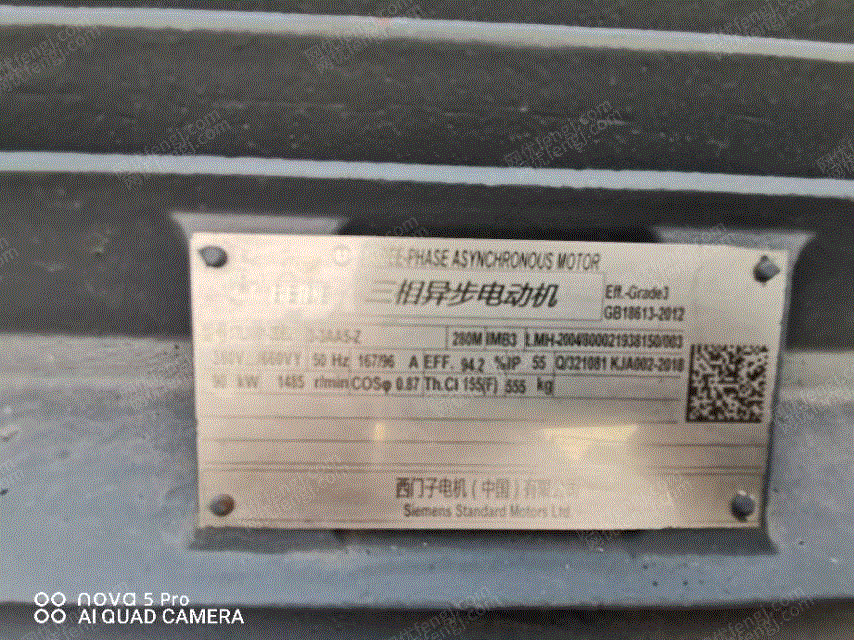 PHASE ASYNCHRONOUS MOTOR
三相异步电动机
Eff.-Grade3
GB18613-2012
280M IMB3 LMH-2004/800021938150/003
50 Hz 167/96 A EFF. 94.2 %IP 55 Q/321081 KJA002-2018
90 kW 1485 r/min COSφ 0.87 Th.Cl 155(F) 555 kg
西门子电机(中国)有限公司
Siemens Standard Motors Ltd
nova 5 Pro
AI QUAD CAMERA